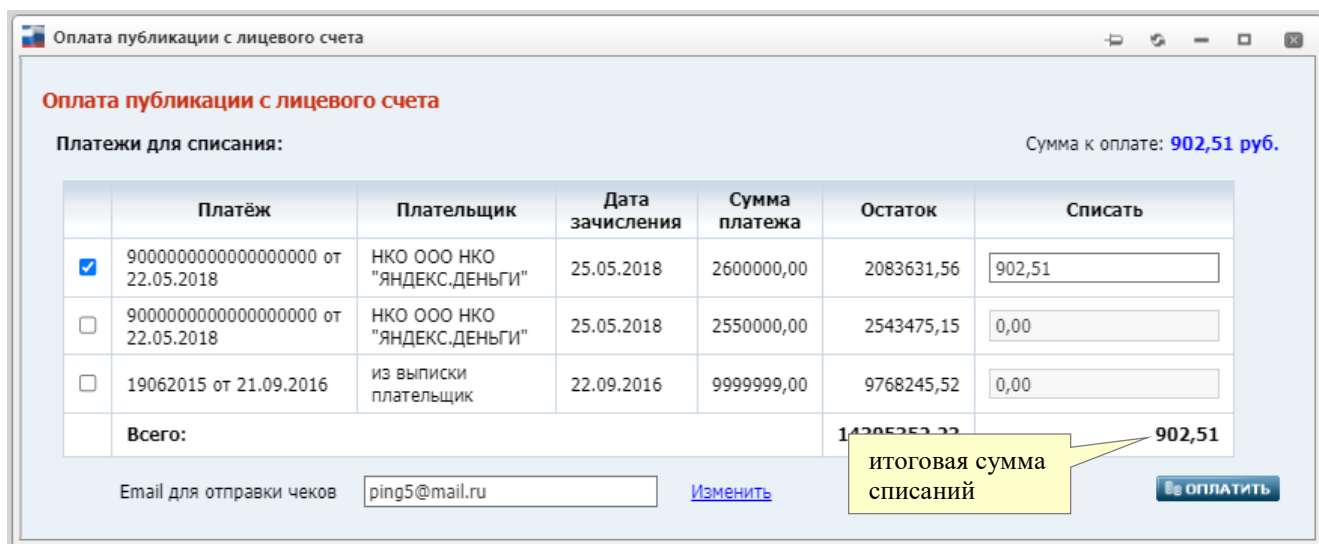 Оплата публикации с лицевого счета
Оплата публикации с лицевого счета
Платежи для списания:
Сумма к оплате: 902,51 руб.
Платёж Плательщик Дата зачисления Сумма платежа Остаток Списать
9000000000000000000 от 22.05.2018 НКО ООО НКО "ЯНДЕКС.ДЕНЬГИ" 25.05.2018 2600000,00 2083631,56 902,51
9000000000000000000 от 22.05.2018 НКО ООО НКО "ЯНДЕКС.ДЕНЬГИ" 25.05.2018 2550000,00 2543475,15 0,00
19062015 от 21.09.2016 из выписки плательщик 22.09.2016 9999999,00 9768245,52 0,00
Всего: 902,51
итоговая сумма
списаний
Email для отправки чеков ping5@mail.ru Изменить ОПЛАТИТЬ